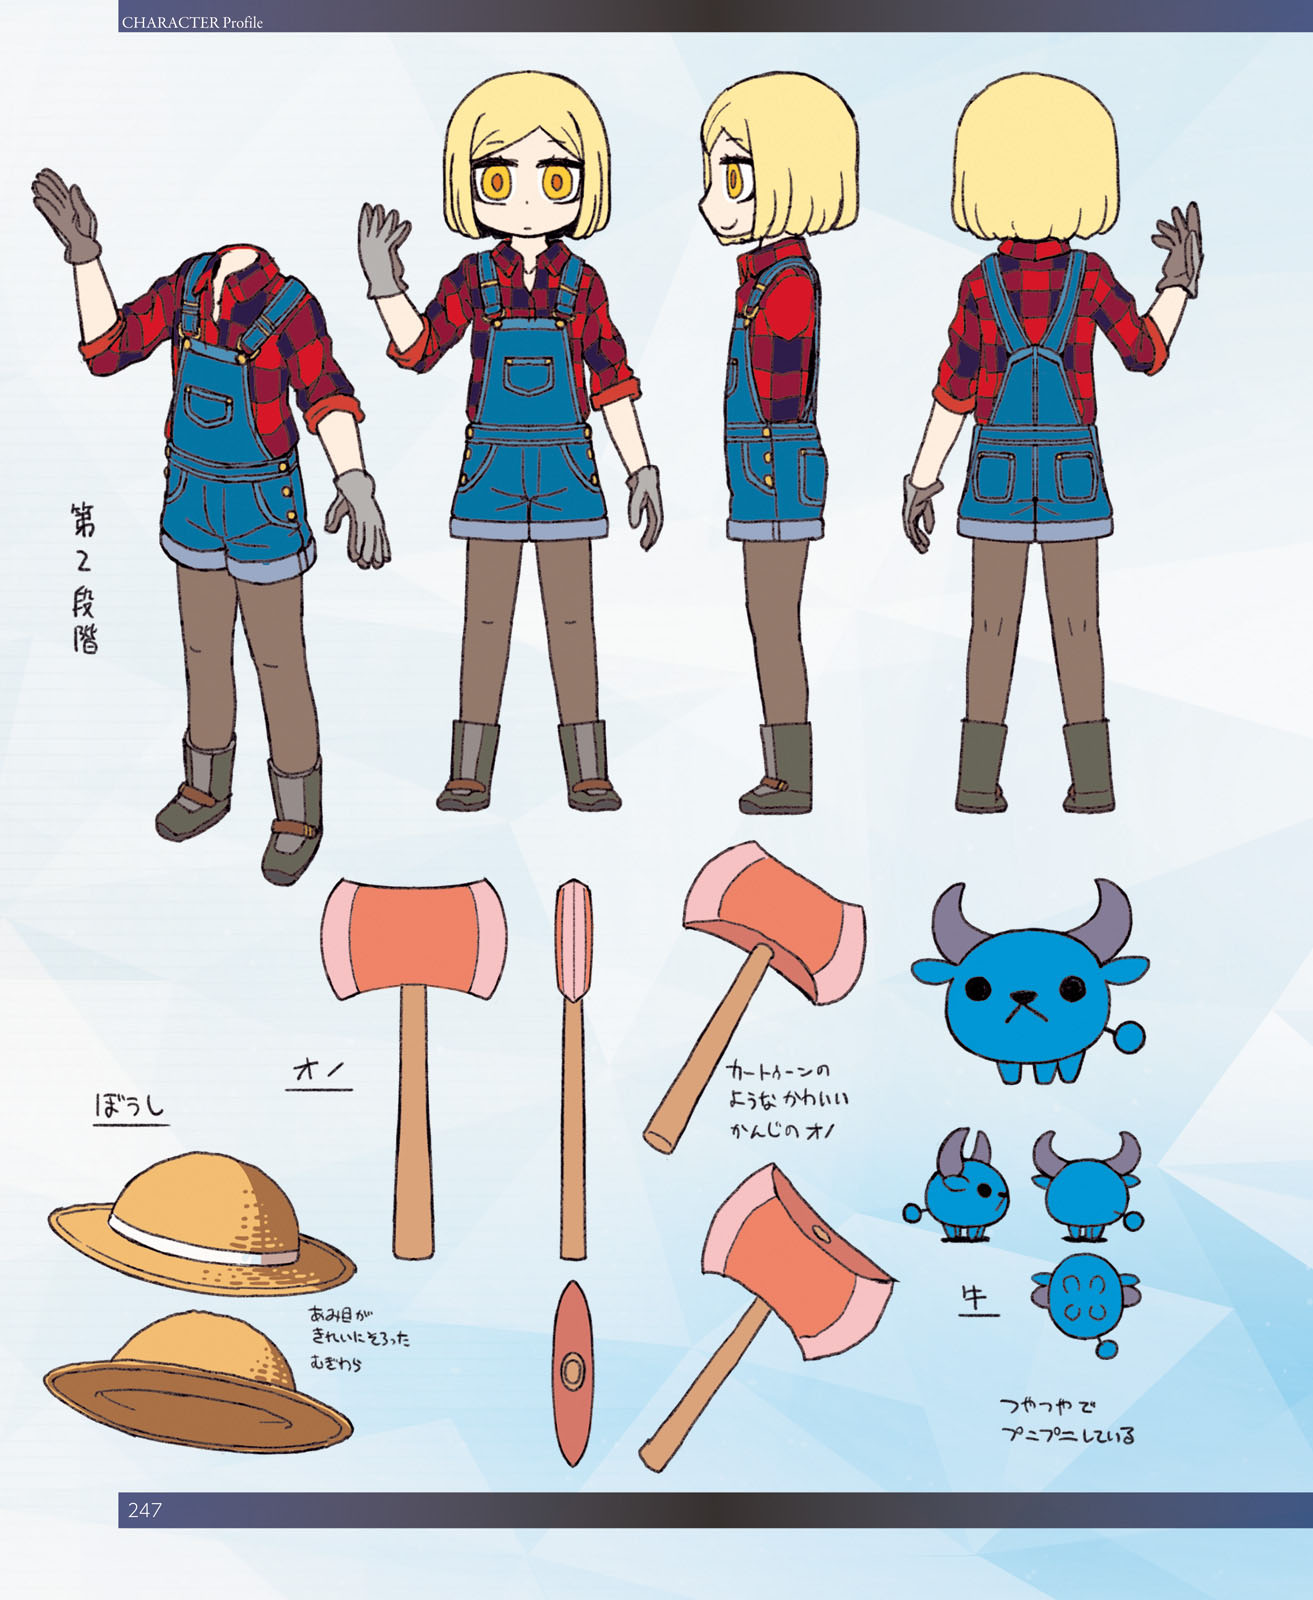 CHARACTER Profile
第2段階
オノ
カートゥーンの
ようなかわいい
かんじのオノ
ぼうし
あみ目が
きれいにそろった
むぎわら
牛
つやつやで
プニプニしている
247